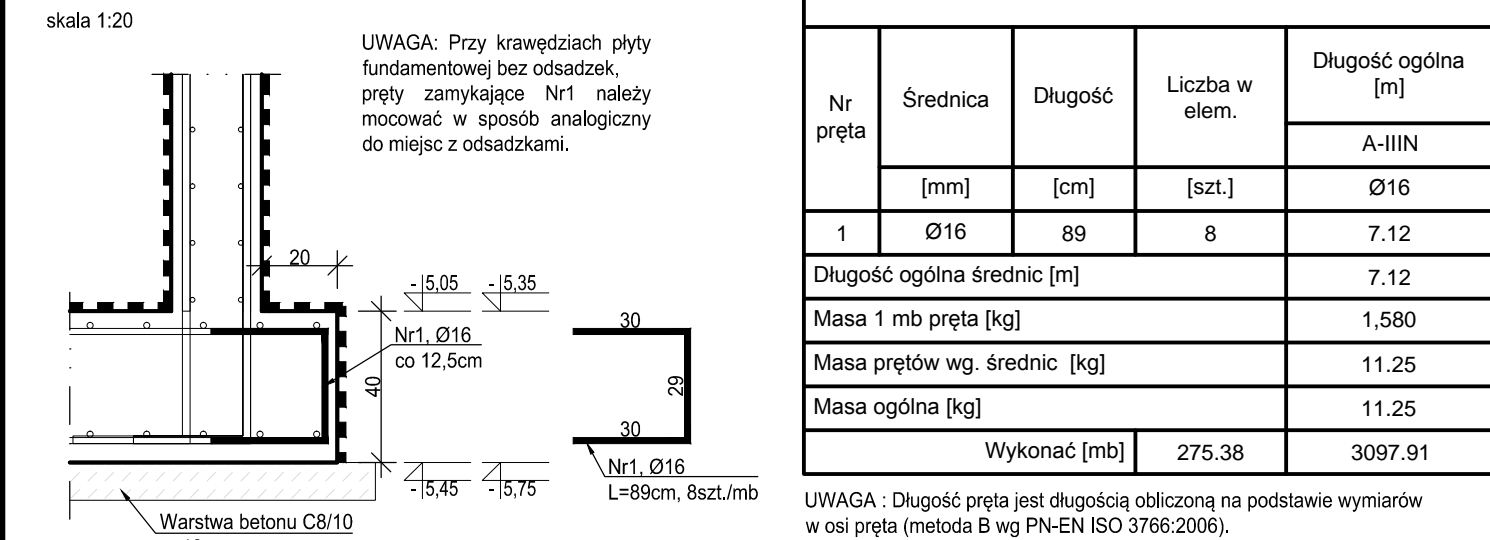 skala 1:20
UWAGA: Przy krawędziach płyty
fundamentowej bez odsadzek,
pręty zamykające Nr1 należy
mocować w sposób analogiczny
do miejsc z odsadzkami.
20
- 5,05
- 5,35
Nr1, Ø16
co 12,5cm
40
30
29
30
Nr1, Ø16
L=89cm, 8szt./mb
- 5,45
- 5,75
Warstwa betonu C8/10
Nr pręta
Średnica
Długość
Liczba w elem.
Długość ogólna [m]
A-IIIN
[mm] [cm] [szt.] Ø16
1 Ø16 89 8 7.12
Długość ogólna średnic [m] 7.12
Masa 1 mb pręta [kg] 1,580
Masa prętów wg. średnic [kg] 11.25
Masa ogólna [kg] 11.25
Wykonać [mb] 275.38 3097.91
UWAGA : Długość pręta jest długością obliczoną na podstawie wymiarów
w osi pręta (metoda B wg PN-EN ISO 3766:2006).